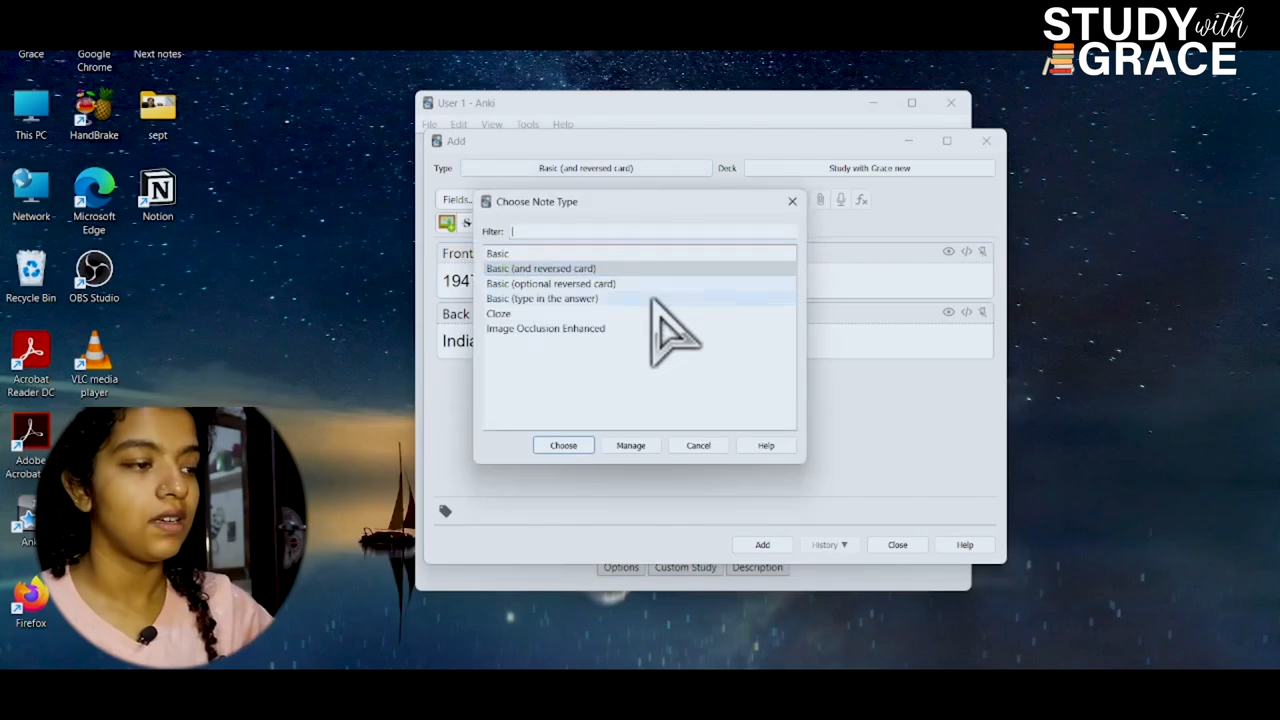 STUDY with
GRACE
Grace
Google
Chrome
Next notes
This PC
HandBrake
sept
Network
Microsoft
Edge
Notion
Recycle Bin
OBS Studio
Acrobat
Reader DC
VLC media
player
Adobe
Acrobat
Firefox
User 1 - Anki
File Edit View Tools Help
Add
Type Basic (and reversed card) Deck Study with Grace new
Fields...
Choose Note Type
Filter:
Basic
Basic (and reversed card)
Basic (optional reversed card)
Basic (type in the answer)
Cloze
Image Occlusion Enhanced
Choose Manage Cancel Help
Front
1947
Back
India
Add History ▼ Close Help
Options Custom Study Description